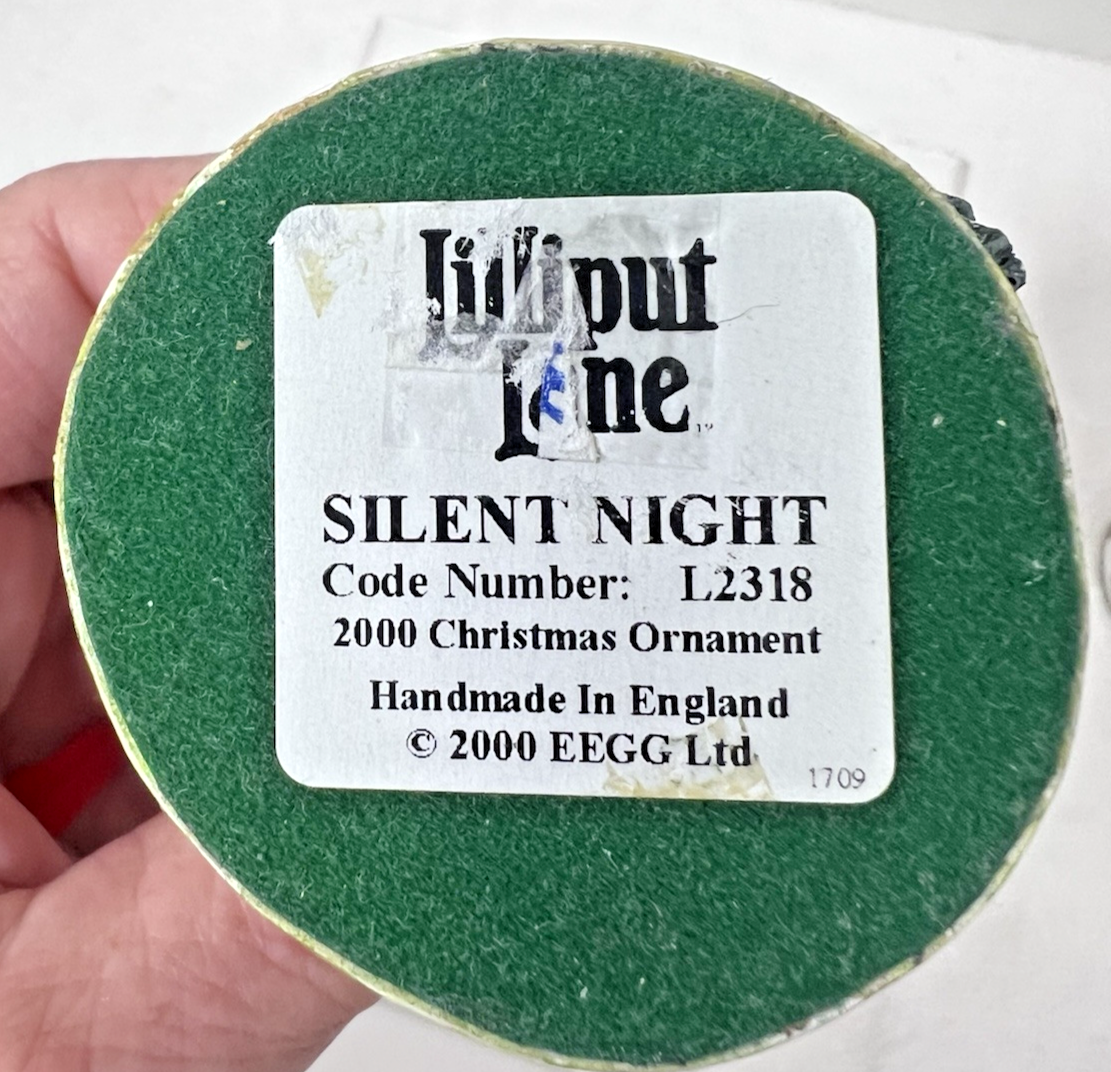 Lilliput
Lane
SILENT NIGHT
Code Number: L2318
2000 Christmas Ornament
Handmade In England
© 2000 EEGG Ltd
1709